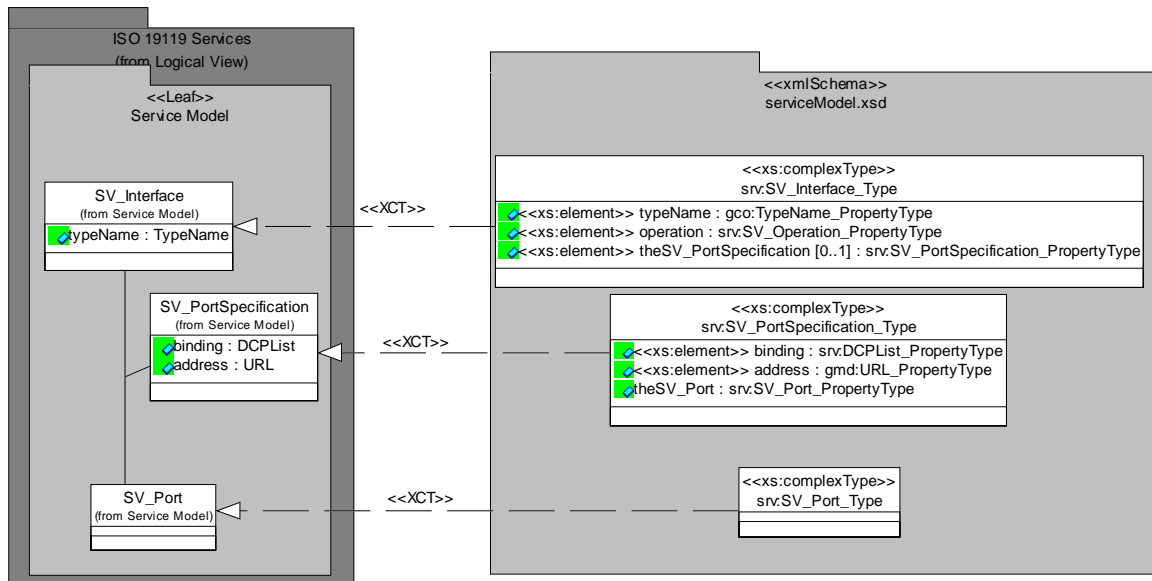 ISO 19119 Services
(from Logical View)
<<Leaf>>
Service Model
SV_Interface
(from Service Model)
typeName : TypeName
SV_PortSpecification
(from Service Model)
binding : DCPList
address : URL
SV_Port
(from Service Model)
<<XCT>>
<<XCT>>
<<XCT>>
<<xmlSchema>>
serviceModel.xsd
<<xs:complexType>>
srv:SV_Interface_Type
<<xs:element>> typeName : gco:TypeName_PropertyType
<<xs:element>> operation : srv:SV_Operation_PropertyType
<<xs:element>> theSV_PortSpecification [0..1] : srv:SV_PortSpecification_PropertyType
<<xs:complexType>>
srv:SV_PortSpecification_Type
<<xs:element>> binding : srv:DCPList_PropertyType
<<xs:element>> address : gmd:URL_PropertyType
theSV_Port : srv:SV_Port_PropertyType
<<xs:complexType>>
srv:SV_Port_Type